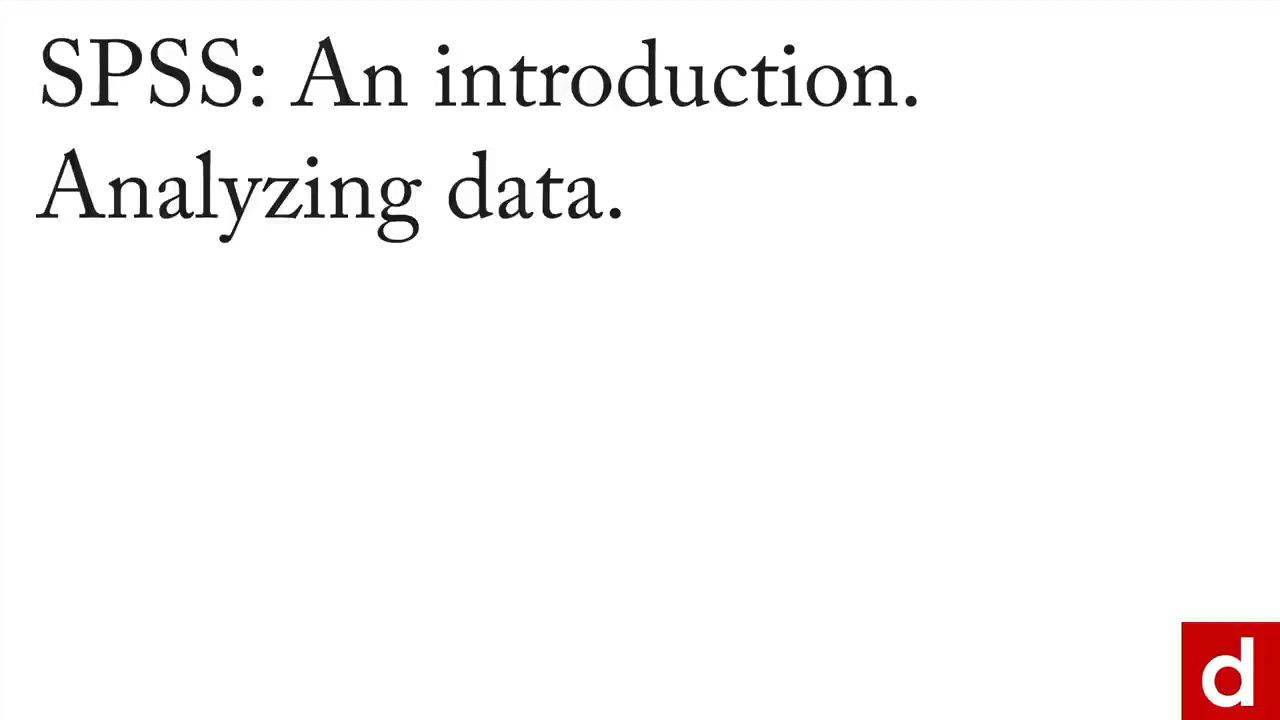 SPSS: An introduction.
Analyzing data.
d